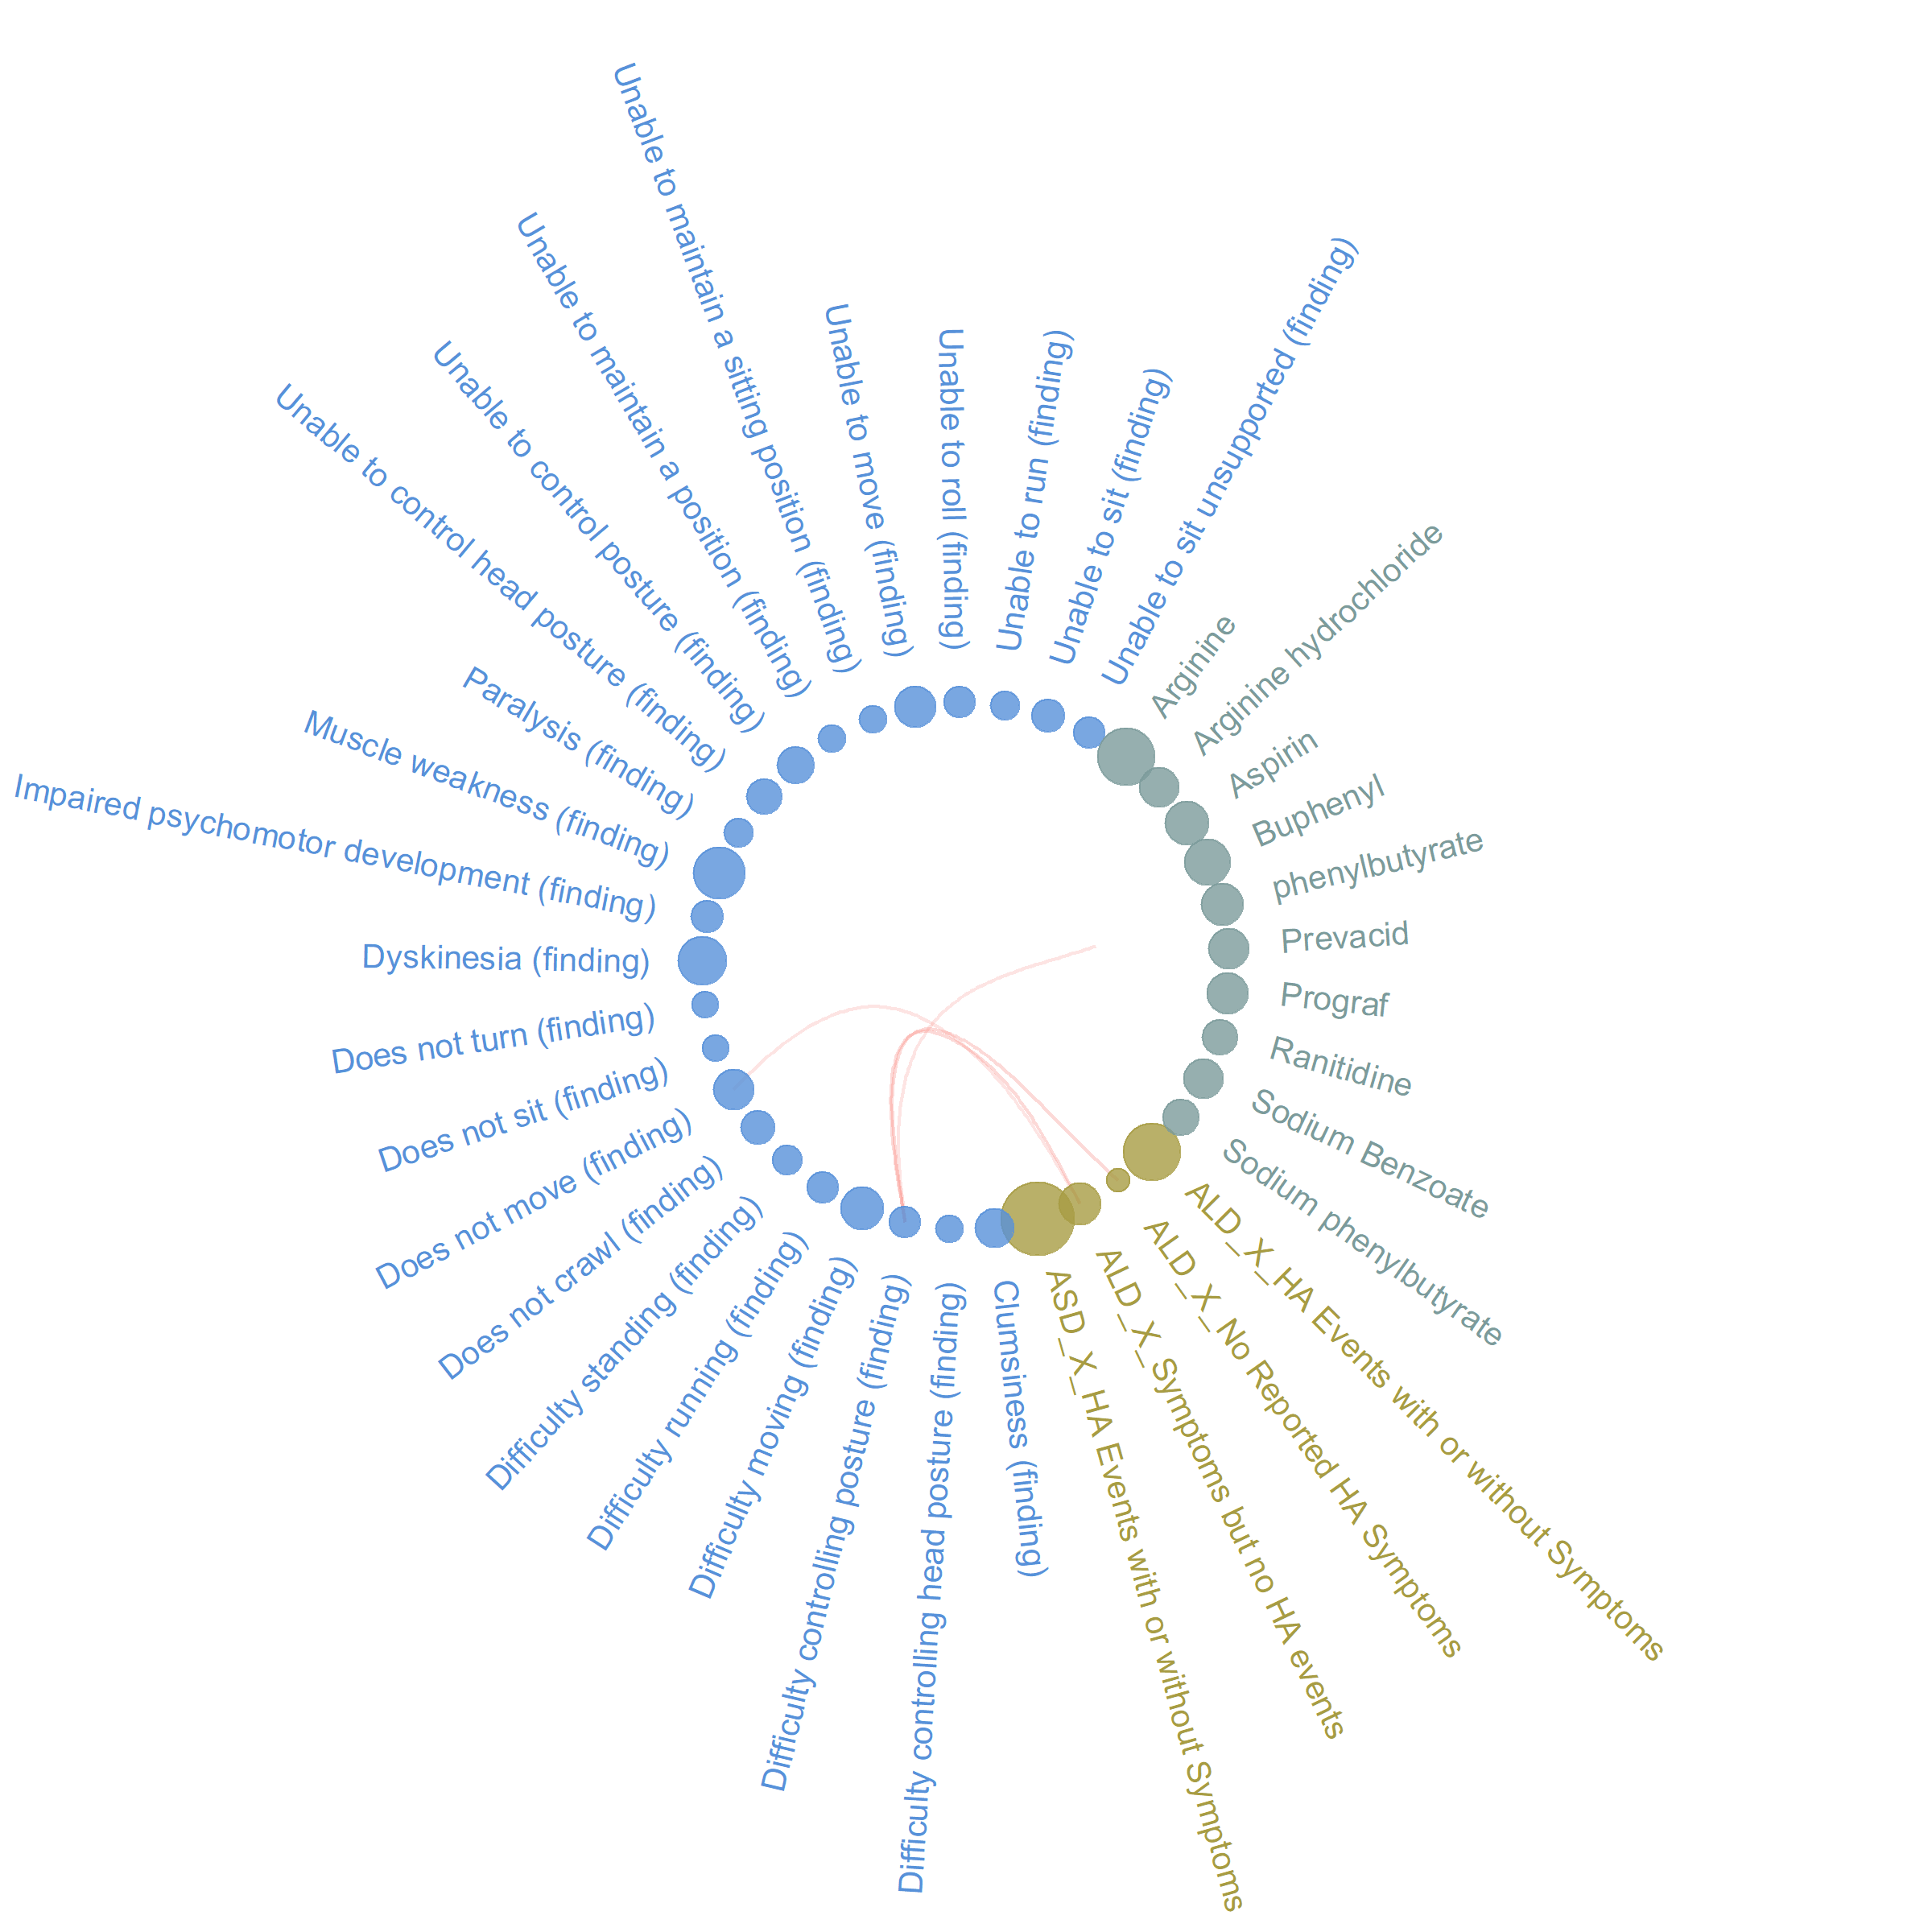 Unable to maintain a sitting position (finding)
Unable to move (finding)
Unable to roll (finding)
Unable to run (finding)
Unable to sit (finding)
Unable to sit unsupported (finding)
Arginine
Arginine hydrochloride
Aspirin
Buphenyl
phenylbutyrate
Prevacid
Prograf
Ranitidine
Sodium Benzoate
Sodium phenylbutyrate
ALD_X_HA Events with or without Symptoms
ALD_X_ No Reported HA Symptoms
ALD_X_ Symptoms but no HA events
ASD_X_HA Events with or without Symptoms
Clumsiness (finding)
Difficulty controlling head posture (finding)
Difficulty controlling posture (finding)
Difficulty moving (finding)
Difficulty running (finding)
Difficulty standing (finding)
Does not crawl (finding)
Does not move (finding)
Does not sit (finding)
Does not turn (finding)
Dyskinesia (finding)
Impaired psychomotor development (finding)
Muscle weakness (finding)
Paralysis (finding)
Unable to control head posture (finding)
Unable to control posture (finding)
Unable to maintain a position (finding)